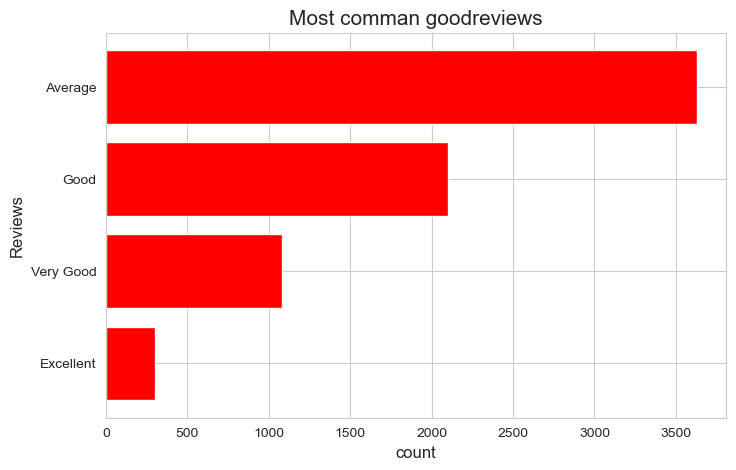 Most comman goodreviews
Reviews
Average
Good
Very Good
Excellent
0 500 1000 1500 2000 2500 3000 3500
count